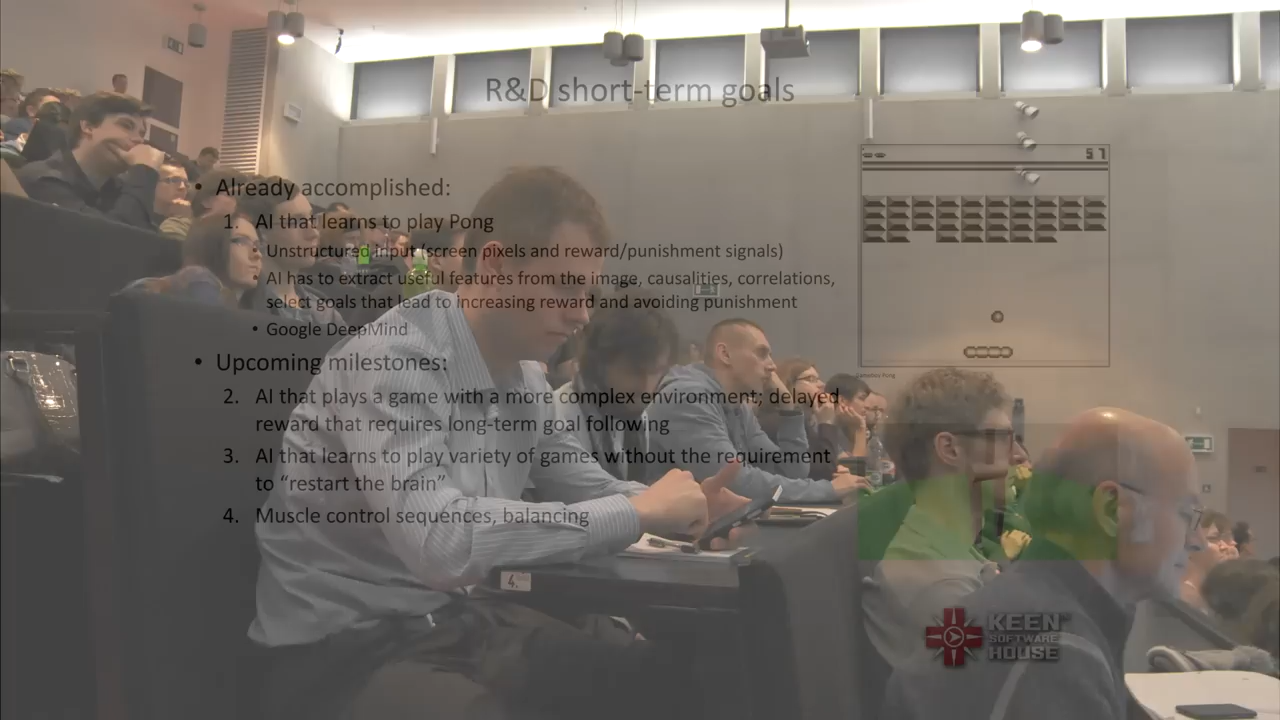 R&D short-term goals
57
• Already accomplished:
1. AI that learns to play Pong
• Unstructured input (screen pixels and reward/punishment signals)
• AI has to extract useful features from the image, causalities, correlations,
select goals that lead to increasing reward and avoiding punishment
• Google DeepMind
• Upcoming milestones:
Gameboy Pong
2. AI that plays a game with a more complex environment; delayed
reward that requires long-term goal following
3. AI that learns to play variety of games without the requirement
to “restart the brain”
4. Muscle control sequences, balancing
4.
KEEN
SOFTWARE
HOUSE